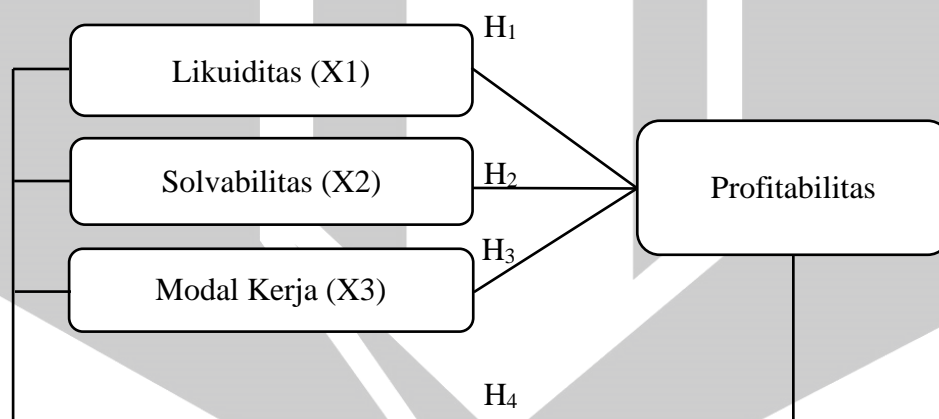 H₁
Likuiditas (X1)
Solvabilitas (X2)
H₂
Profitabilitas
H₃
Modal Kerja (X3)
H₄